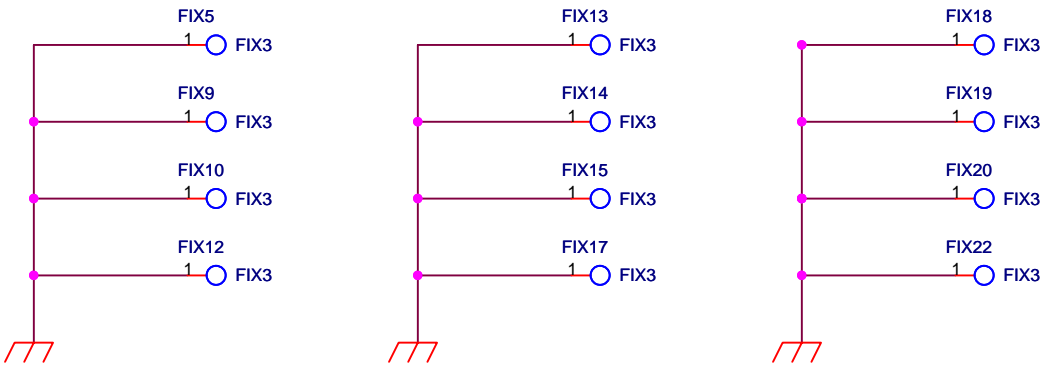 FIX5
1 FIX3
FIX9
1 FIX3
FIX10
1 FIX3
FIX12
1 FIX3
FIX13
1 FIX3
FIX14
1 FIX3
FIX15
1 FIX3
FIX17
1 FIX3
FIX18
1 FIX3
FIX19
1 FIX3
FIX20
1 FIX3
FIX22
1 FIX3